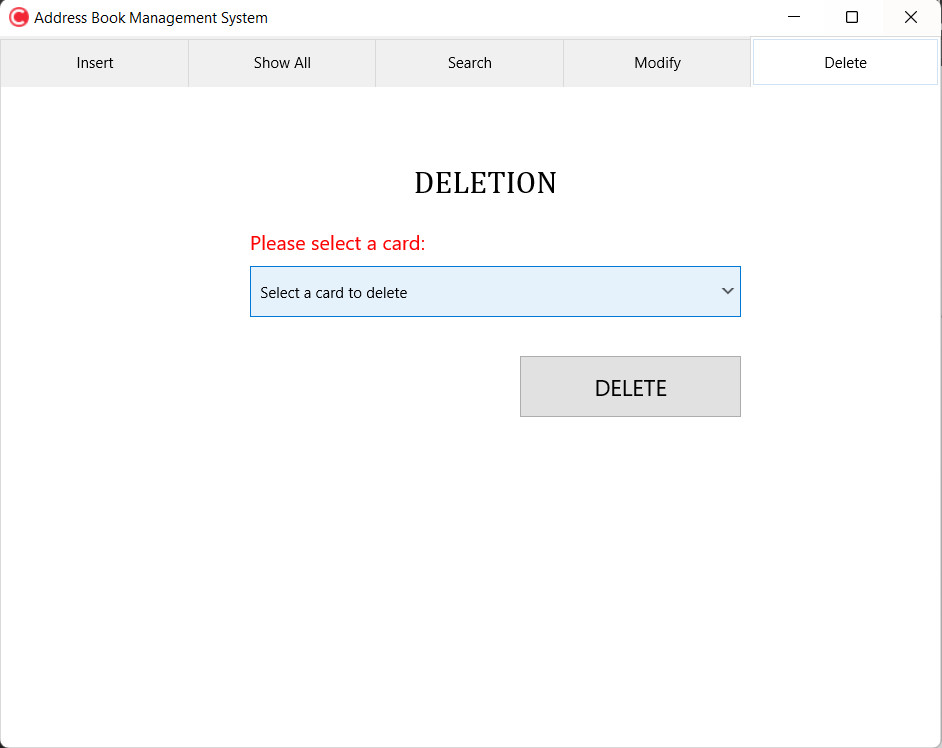 Address Book Management System
Insert Show All Search Modify Delete
DELETION
Please select a card:
Select a card to delete
DELETE